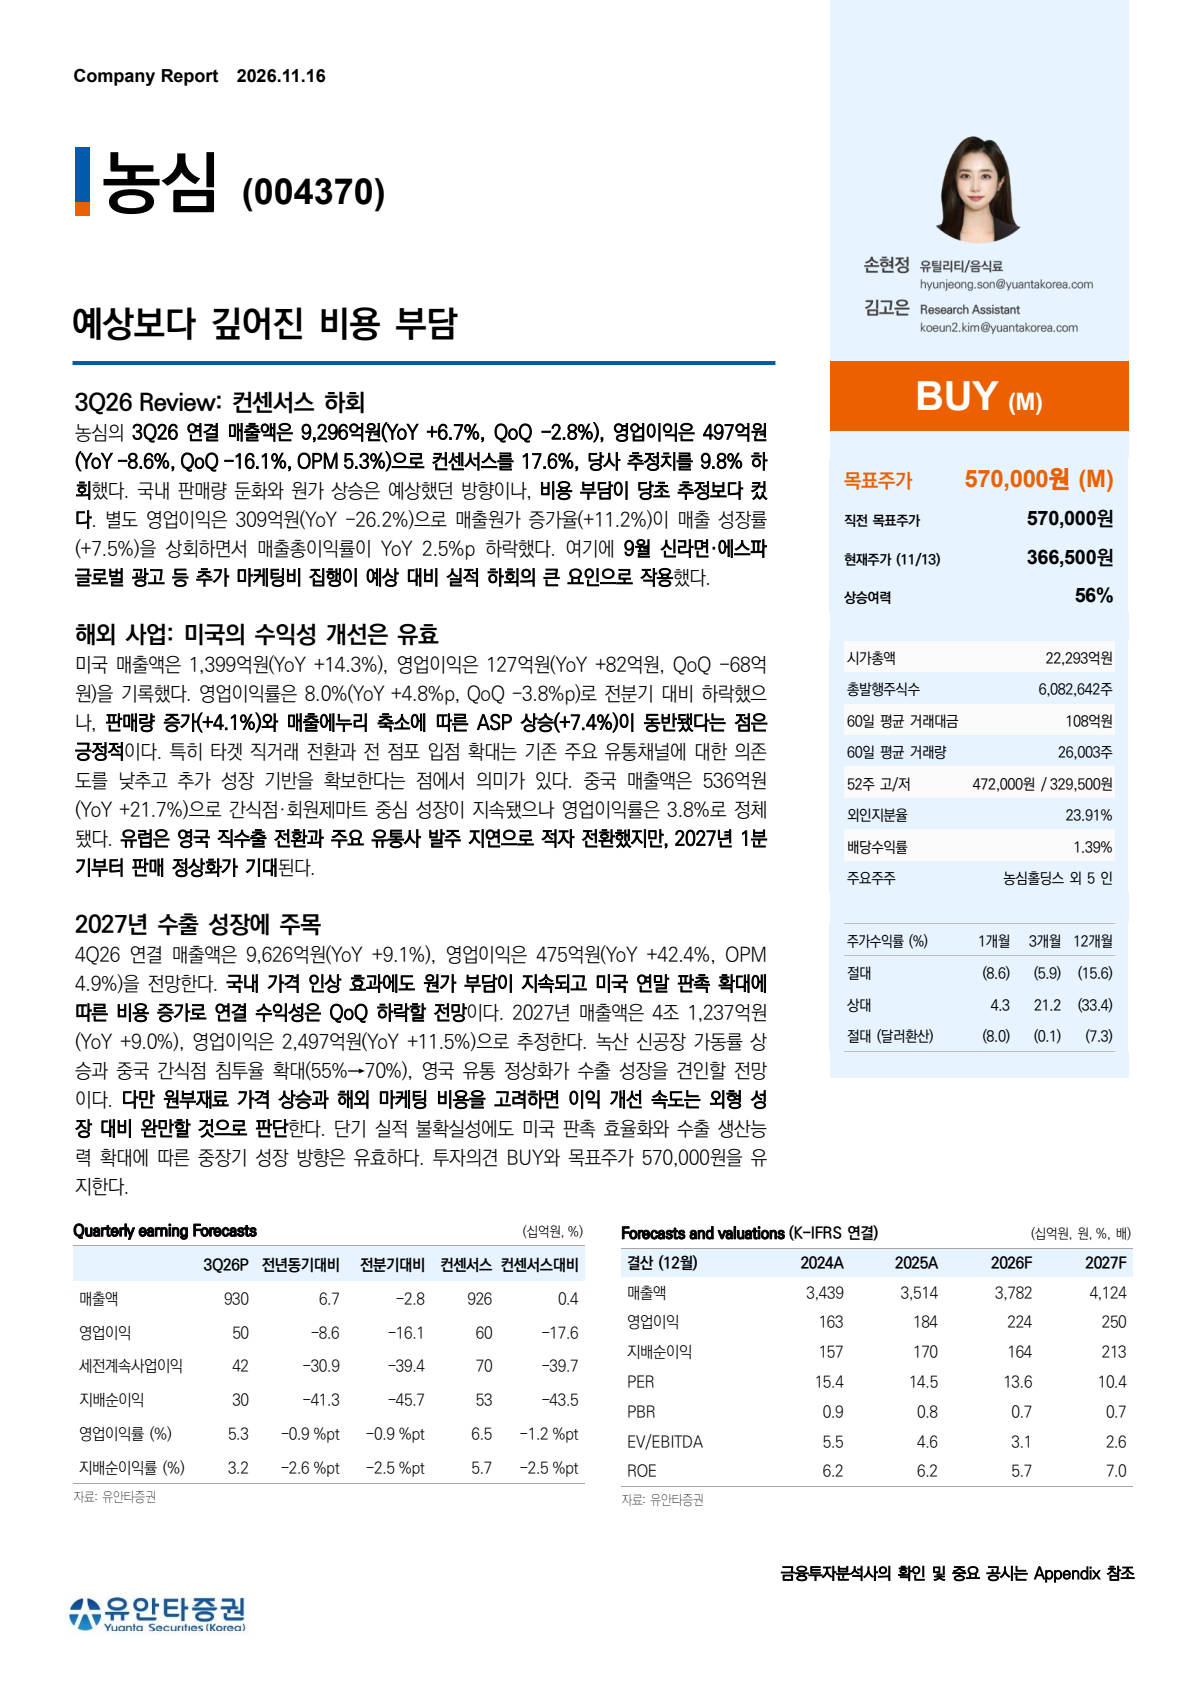 Company Report 2026.11.16
농심 (004370)
예상보다 깊어진 비용 부담
3Q26 Review: 컨센서스 하회
농심의 3Q26 연결 매출액은 9,296억원(YoY +6.7%, QoQ -2.8%), 영업이익은 497억원
(YoY -8.6%, QoQ -16.1%, OPM 5.3%)으로 컨센서스를 17.6%, 당사 추정치를 9.8% 하
회했다. 국내 판매량 둔화와 원가 상승은 예상했던 방향이나, 비용 부담이 당초 추정보다 컸
다. 별도 영업이익은 309억원(YoY -26.2%)으로 매출원가 증가율(+11.2%)이 매출 성장률
(+7.5%)을 상회하면서 매출총이익률이 YoY 2.5%p 하락했다. 여기에 9월 신라면·에스파
글로벌 광고 등 추가 마케팅비 집행이 예상 대비 실적 하회의 큰 요인으로 작용했다.
해외 사업: 미국의 수익성 개선은 유효
미국 매출액은 1,399억원(YoY +14.3%), 영업이익은 127억원(YoY +82억원, QoQ -68억
원)을 기록했다. 영업이익률은 8.0%(YoY +4.8%p, QoQ -3.8%p)로 전분기 대비 하락했으
나, 판매량 증가(+4.1%)와 매출에누리 축소에 따른 ASP 상승(+7.4%)이 동반됐다는 점은
긍정적이다. 특히 타겟 직거래 전환과 전 점포 입점 확대는 기존 주요 유통채널에 대한 의존
도를 낮추고 추가 성장 기반을 확보한다는 점에서 의미가 있다. 중국 매출액은 536억원
(YoY +21.7%)으로 간식점·회원제마트 중심 성장이 지속됐으나 영업이익률은 3.8%로 정체
됐다. 유럽은 영국 직수출 전환과 주요 유통사 발주 지연으로 적자 전환했지만, 2027년 1분
기부터 판매 정상화가 기대된다.
2027년 수출 성장에 주목
4Q26 연결 매출액은 9,626억원(YoY +9.1%), 영업이익은 475억원(YoY +42.4%, OPM
4.9%)을 전망한다. 국내 가격 인상 효과에도 원가 부담이 지속되고 미국 연말 판촉 확대에
따른 비용 증가로 연결 수익성은 QoQ 하락할 전망이다. 2027년 매출액은 4조 1,237억원
(YoY +9.0%), 영업이익은 2,497억원(YoY +11.5%)으로 추정한다. 녹산 신공장 가동률 상
승과 중국 간식점 침투율 확대(55%→70%), 영국 유통 정상화가 수출 성장을 견인할 전망
이다. 다만 원부재료 가격 상승과 해외 마케팅 비용을 고려하면 이익 개선 속도는 외형 성
장 대비 완만할 것으로 판단한다. 단기 실적 불확실성에도 미국 판촉 효율화와 수출 생산능
력 확대에 따른 중장기 성장 방향은 유효하다. 투자의견 BUY와 목표주가 570,000원을 유
지한다.
손현정 유틸리티/음식료
hyunjeong.son@yuantakorea.com
김고은 Research Assistant
koeun2.kim@yuantakorea.com
BUY (M)
목표주가 570,000원 (M)
직전 목표주가 570,000원
현재주가 (11/13) 366,500원
상승여력 56%
시가총액 22,293억원
총발행주식수 6,082,642주
60일 평균 거래대금 108억원
60일 평균 거래량 26,003주
52주 고/저 472,000원 / 329,500원
외인지분율 23.91%
배당수익률 1.39%
주요주주 농심홀딩스 외 5 인
주가수익률 (%) 1개월 3개월 12개월
절대 (8.6) (5.9) (15.6)
상대 4.3 21.2 (33.4)
절대 (달러환산) (8.0) (0.1) (7.3)
Quarterly earning Forecasts (십억원, %)
3Q26P 전년동기대비 전분기대비 컨센서스 컨센서스대비
매출액 930 6.7 -2.8 926 0.4
영업이익 50 -8.6 -16.1 60 -17.6
세전계속사업이익 42 -30.9 -39.4 70 -39.7
지배순이익 30 -41.3 -45.7 53 -43.5
영업이익률 (%) 5.3 -0.9 %pt -0.9 %pt 6.5 -1.2 %pt
지배순이익률 (%) 3.2 -2.6 %pt -2.5 %pt 5.7 -2.5 %pt
자료: 유안타증권
Forecasts and valuations (K-IFRS 연결) (십억원, 원, %, 배)
결산 (12월) 2024A 2025A 2026F 2027F
매출액 3,439 3,514 3,782 4,124
영업이익 163 184 224 250
지배순이익 157 170 164 213
PER 15.4 14.5 13.6 10.4
PBR 0.9 0.8 0.7 0.7
EV/EBITDA 5.5 4.6 3.1 2.6
ROE 6.2 6.2 5.7 7.0
자료: 유안타증권
금융투자분석사의 확인 및 중요 공시는 Appendix 참조
유안타증권
Yuanta Securities (Korea)